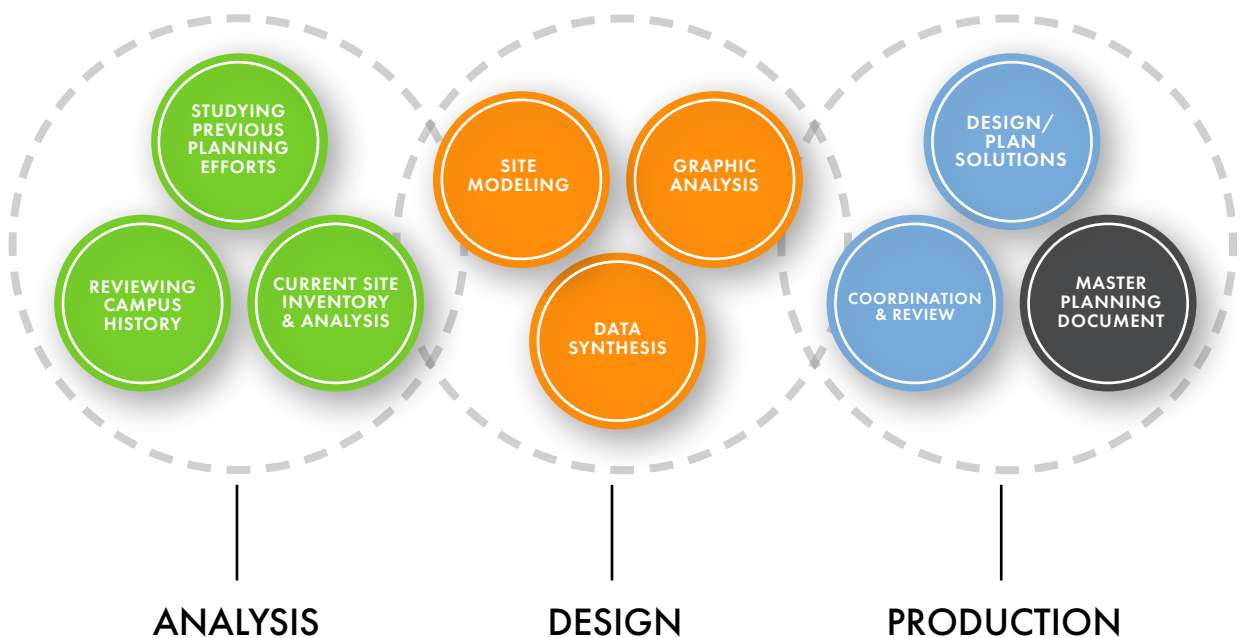 STUDYING
PREVIOUS
PLANNING
EFFORTS
REVIEWING
CAMPUS
HISTORY
CURRENT SITE
INVENTORY
& ANALYSIS
SITE
MODELING
GRAPHIC
ANALYSIS
DATA
SYNTHESIS
DESIGN/
PLAN
SOLUTIONS
COORDINATION
& REVIEW
MASTER
PLANNING
DOCUMENT
ANALYSIS
DESIGN
PRODUCTION